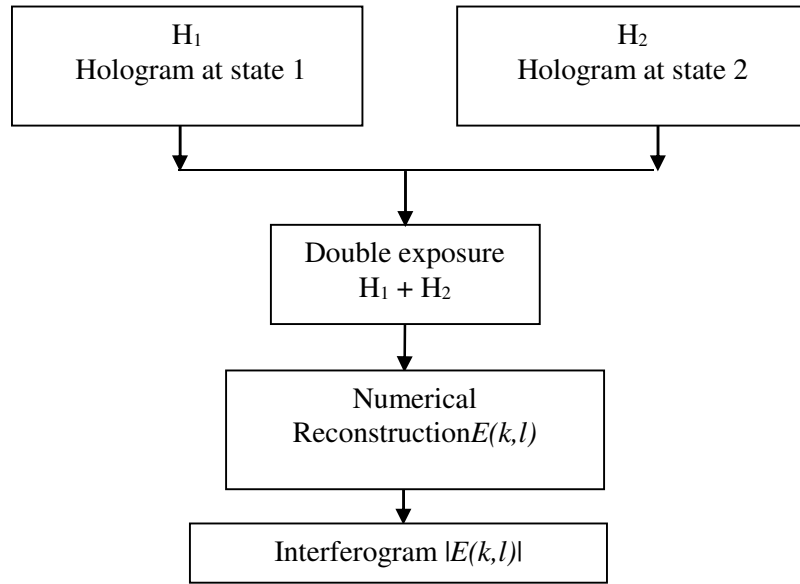 H₁
Hologram at state 1
H₂
Hologram at state 2
Double exposure
H₁ + H₂
Numerical
ReconstructionE(k,l)
Interferogram |E(k,l)|